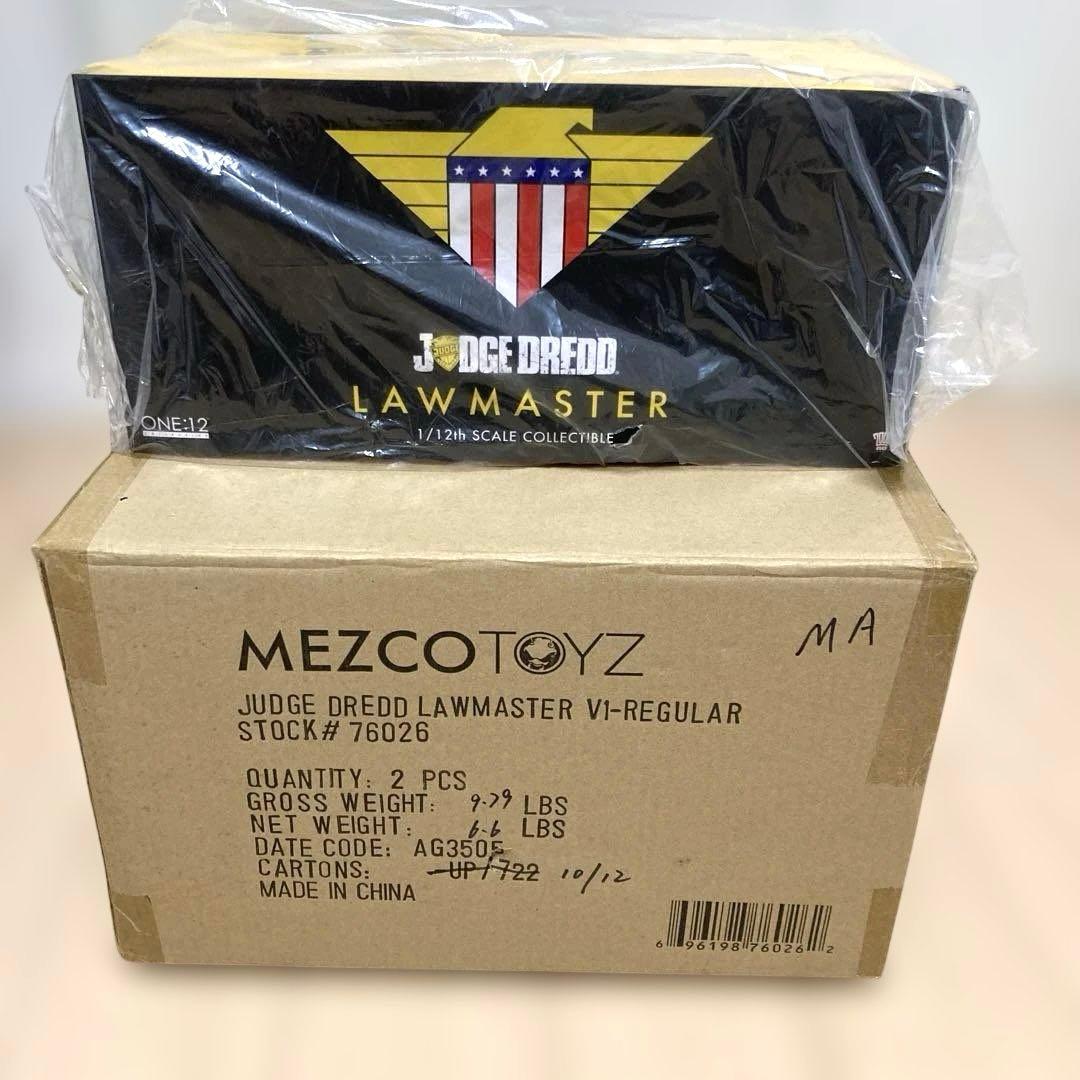 JUDGE DREDD
LAWMASTER
1/12th SCALE COLLECTIBLE
ONE:12
MEZCOTOYZ
MA
JUDGE DREDD LAWMASTER V1-REGULAR
STOCK# 76026
QUANTITY: 2 PCS
GROSS WEIGHT: 9.79 LBS
NET WEIGHT: 6.6 LBS
DATE CODE: AG3505
CARTONS: UP/722 10/12
MADE IN CHINA
6 96198 76026 2